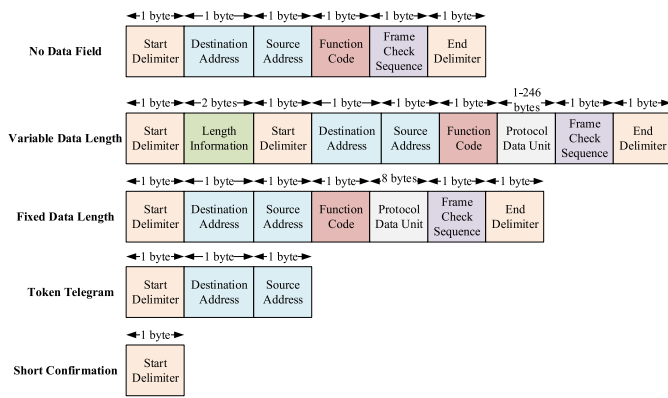 1 byte 1 byte 1 byte 1 byte 1 byte 1 byte
No Data Field
Start Delimiter
Destination Address
Source Address
Function Code
Frame Check Sequence
End Delimiter
1 byte 2 bytes 1 byte 1 byte 1 byte 1 byte 1-246 bytes 1 byte 1 byte
Variable Data Length
Start Delimiter
Length Information
Start Delimiter
Destination Address
Source Address
Function Code
Protocol Data Unit
Frame Check Sequence
End Delimiter
1 byte 1 byte 1 byte 1 byte 8 bytes 1 byte 1 byte
Fixed Data Length
Start Delimiter
Destination Address
Source Address
Function Code
Protocol Data Unit
Frame Check Sequence
End Delimiter
1 byte 1 byte 1 byte
Token Telegram
Start Delimiter
Destination Address
Source Address
1 byte
Short Confirmation
Start Delimiter